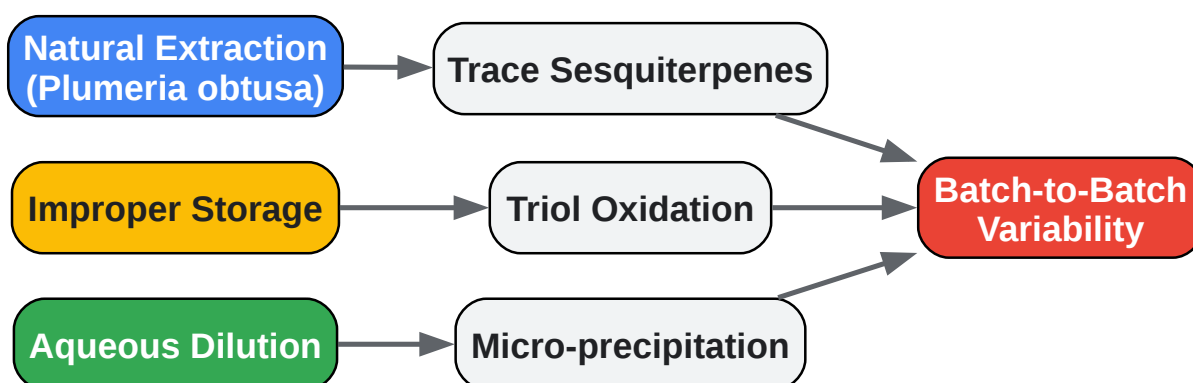 Natural Extraction
(Plumeria obtusa)
Trace Sesquiterpenes
Improper Storage
Triol Oxidation
Batch-to-Batch
Variability
Aqueous Dilution
Micro-precipitation